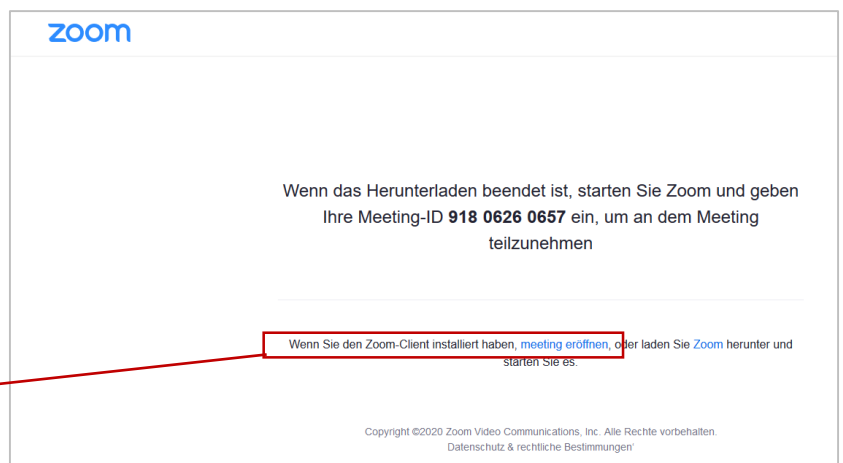 zoom
Wenn das Herunterladen beendet ist, starten Sie Zoom und geben
Ihre Meeting-ID 918 0626 0657 ein, um an dem Meeting
teilzunehmen
Wenn Sie den Zoom-Client installiert haben, meeting eröffnen, oder laden Sie Zoom herunter und
starten Sie es.
Copyright ©2020 Zoom Video Communications, Inc. Alle Rechte vorbehalten.
Datenschutz & rechtliche Bestimmungen'